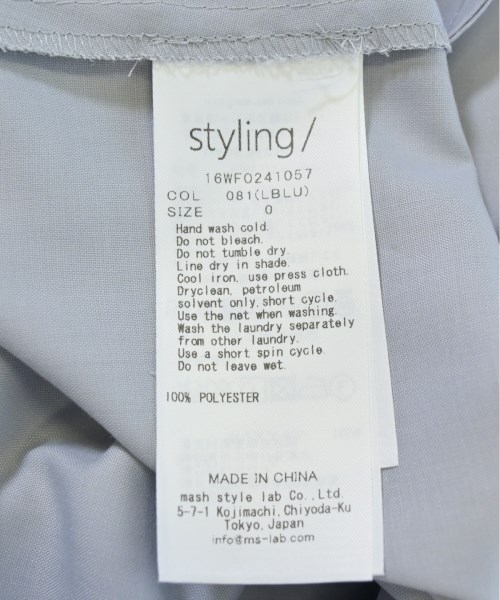 styling/
16WF0241057
COL 081(LBLU)
SIZE 0
Hand wash cold.
Do not bleach.
Do not tumble dry.
Line dry in shade.
Cool iron, use press cloth.
Dryclean, petroleum
solvent only, short cycle.
Use the net when washing.
Wash the laundry separately
from other laundry.
Use a short spin cycle.
Do not leave wet.
100% POLYESTER
MADE IN CHINA
mash style lab Co., Ltd.
5-7-1 Kojimachi, Chiyoda-Ku
Tokyo, Japan
info@ms-lab.com